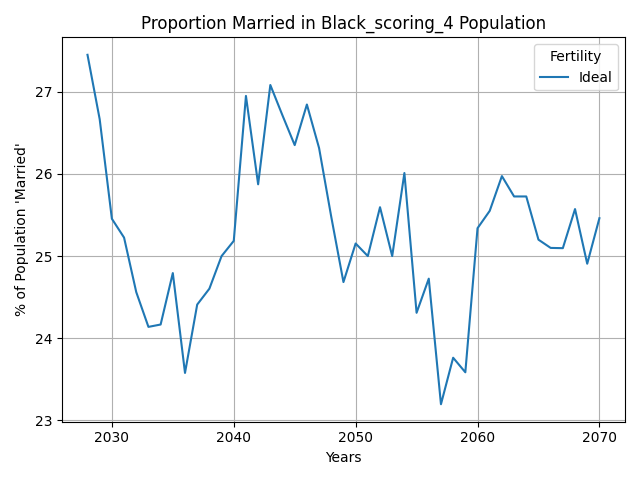 Proportion Married in Black_scoring_4 Population
Fertility
Ideal
% of Population 'Married'
27
26
25
24
23
2030
2040
2050
2060
2070
Years